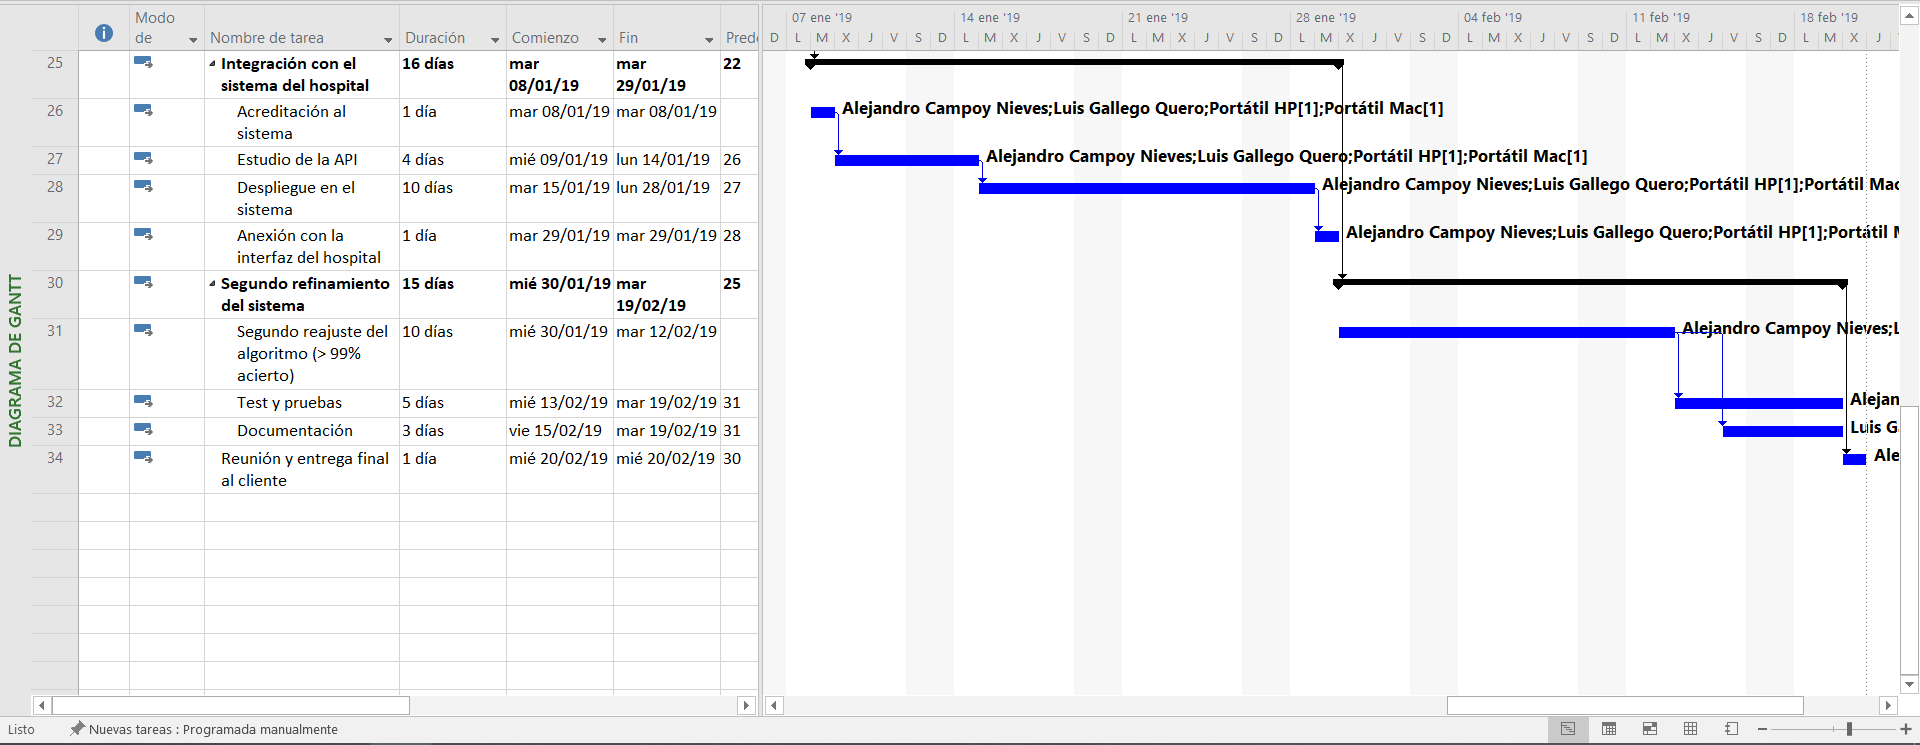 DIAGRAMA DE GANTT
Modo de
Nombre de tarea
Duración
Comienzo
Fin
07 ene '19
14 ene '19
21 ene '19
28 ene '19
04 feb '19
11 feb '19
18 feb '19
D L M X J V S D L M X J V S D L M X J V S D L M X J V S D L M X J V S D L M X J V S D L M X J
25 Integración con el sistema del hospital 16 días mar 08/01/19 mar 29/01/19 22
26 Acreditación al sistema 1 día mar 08/01/19 mar 08/01/19
Alejandro Campoy Nieves;Luis Gallego Quero;Portátil HP[1];Portátil Mac[1]
27 Estudio de la API 4 días mié 09/01/19 lun 14/01/19 26
Alejandro Campoy Nieves;Luis Gallego Quero;Portátil HP[1];Portátil Mac[1]
28 Despliegue en el sistema 10 días mar 15/01/19 lun 28/01/19 27
Alejandro Campoy Nieves;Luis Gallego Quero;Portátil HP[1];Portátil Mac
29 Anexión con la interfaz del hospital 1 día mar 29/01/19 mar 29/01/19 28
Alejandro Campoy Nieves;Luis Gallego Quero;Portátil HP[1];Portátil
30 Segundo refinamiento del sistema 15 días mié 30/01/19 mar 19/02/19 25
31 Segundo reajuste del algoritmo (> 99% acierto) 10 días mié 30/01/19 mar 12/02/19
Alejandro Campoy Nieves;L
32 Test y pruebas 5 días mié 13/02/19 mar 19/02/19 31
Alejan
33 Documentación 3 días vie 15/02/19 mar 19/02/19 31
Luis G
34 Reunión y entrega final al cliente 1 día mié 20/02/19 mié 20/02/19 30
Ale
Listo
Nuevas tareas : Programada manualmente